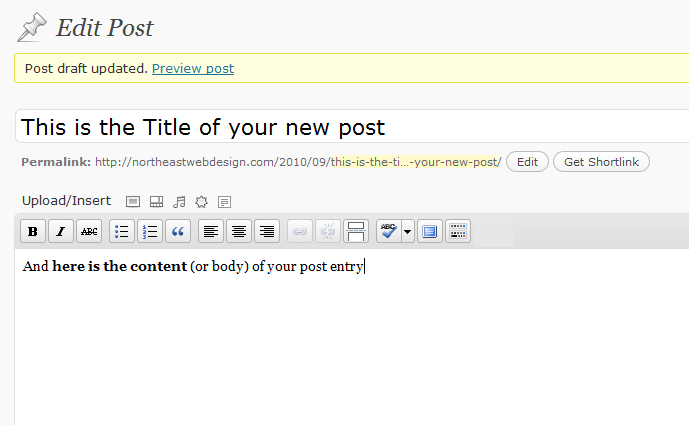 Edit Post
Post draft updated. Preview post
This is the Title of your new post
Permalink: http://northeastwebdesign.com/2010/09/this-is-the-ti...-your-new-post/ Edit Get Shortlink
Upload/Insert
B I ABC ABC
And here is the content (or body) of your post entry